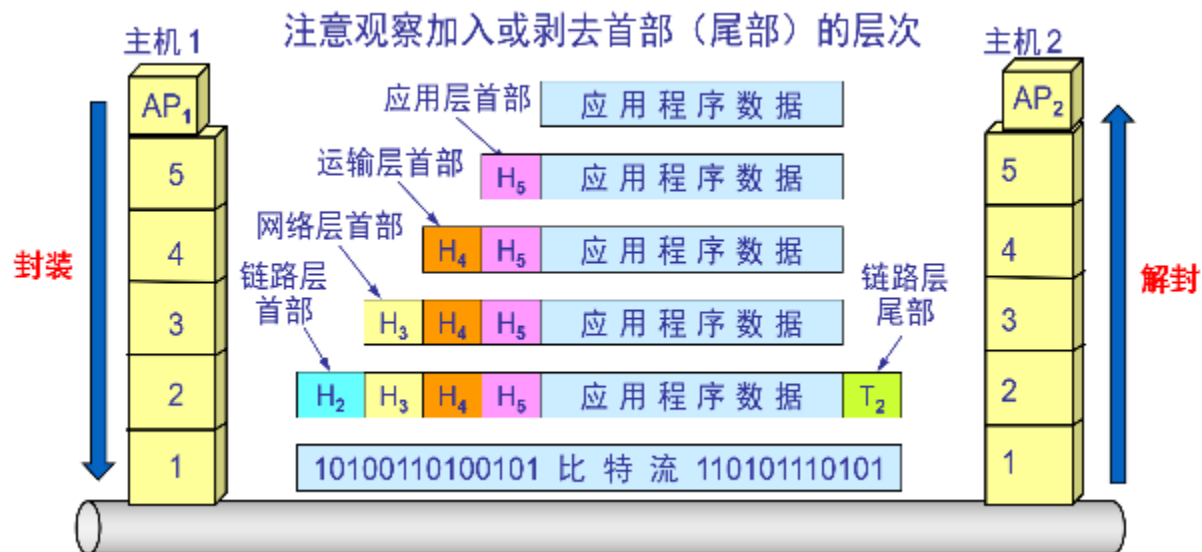 注意观察加入或剥去首部（尾部）的层次
主机1
主机2
AP1
应用层首部
应用程序数据
AP2
5
运输层首部
H5 应用程序数据
5
4
网络层首部
H4 H5 应用程序数据
4
封装
解封
链路层
首部
链路层
尾部
3
H3 H4 H5 应用程序数据
3
2
H2 H3 H4 H5 应用程序数据 T2
2
1
10100110100101 比特流 110101110101
1